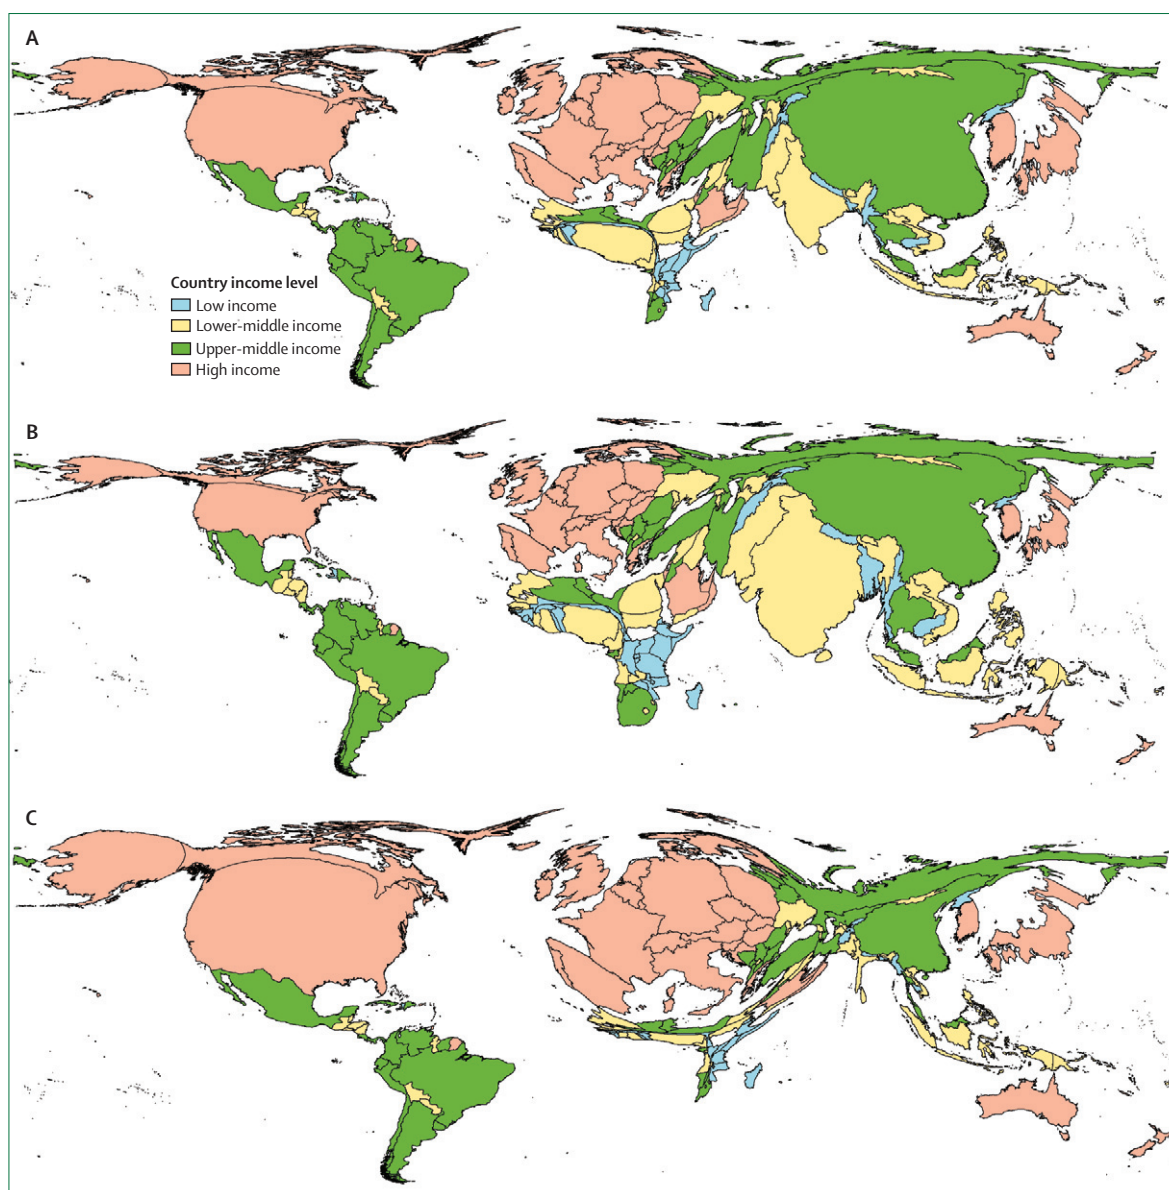 A
Country income level
Low income
Lower-middle income
Upper-middle income
High income
B
C